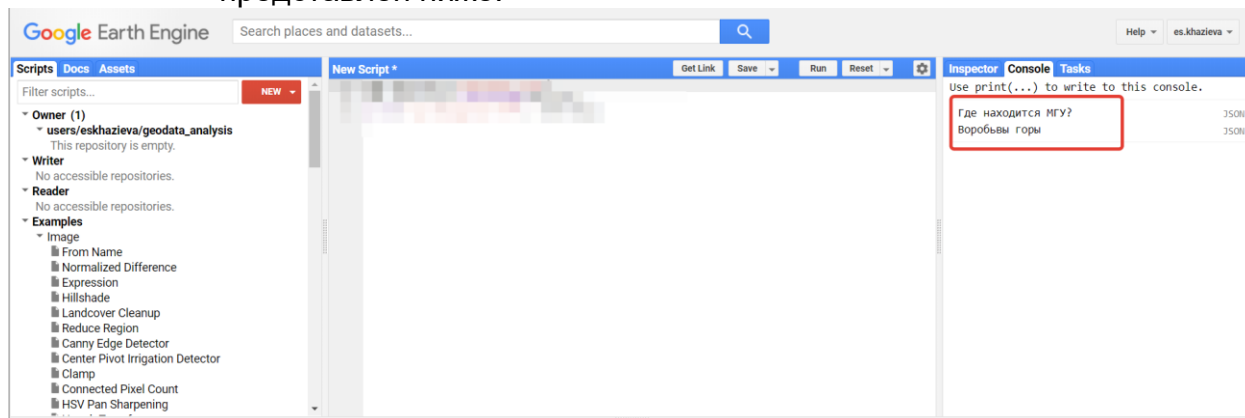 представлен ниже.
Google Earth Engine
Search places and datasets...
Help
es.khazieva
Scripts Docs Assets
New Script *
Get Link Save Run Reset
Inspector Console Tasks
Filter scripts...
NEW
Use print(...) to write to this console.
Owner (1)
users/eskhazieva/geodata_analysis
This repository is empty.
Writer
No accessible repositories.
Reader
No accessible repositories.
Examples
Image
From Name
Normalized Difference
Expression
Hillshade
Landcover Cleanup
Reduce Region
Canny Edge Detector
Center Pivot Irrigation Detector
Clamp
Connected Pixel Count
HSV Pan Sharpening
Где находится МГУ?
JSON
Воробьвы горы
JSON